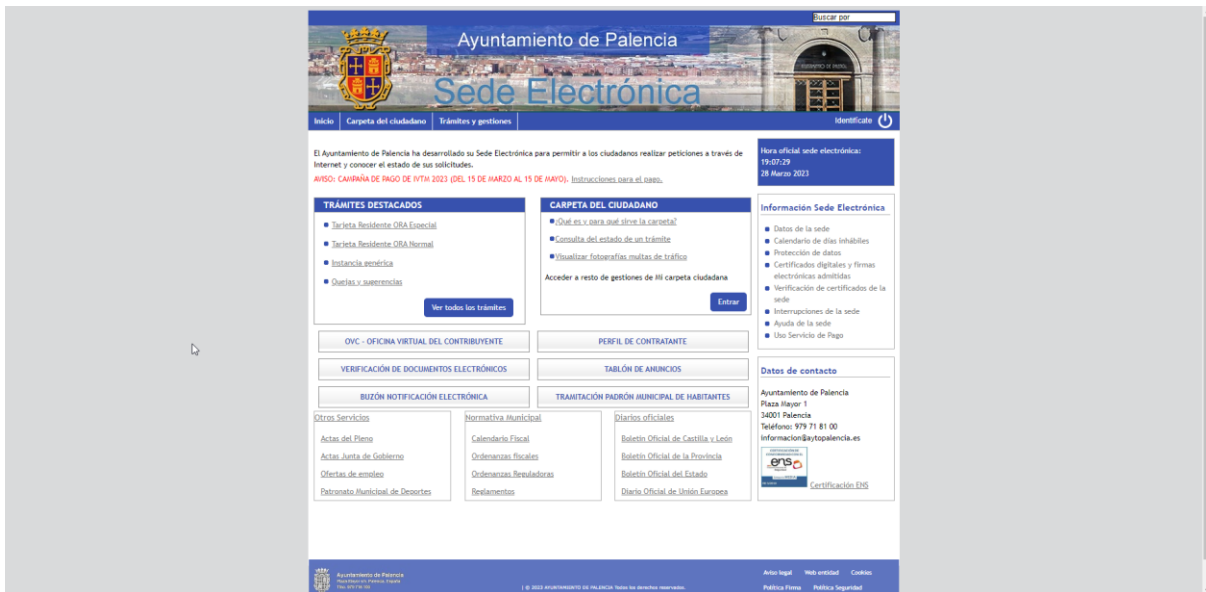 Buscar por
Ayuntamiento de Palencia
Sede Electrónica
Inicio
Carpeta del ciudadano
Trámites y gestiones
Identifícate
El Ayuntamiento de Palencia ha desarrollado su Sede Electrónica para permitir a los ciudadanos realizar peticiones a través de
Internet y conocer el estado de sus solicitudes.
AVISO: CAMPAÑA DE PAGO DE IVTM 2023 (DEL 15 DE MARZO AL 15 DE MAYO). Instrucciones para el pago.
TRÁMITES DESTACADOS
Tarjeta Residente ORA Especial
Tarjeta Residente ORA Normal
Instancia genérica
Quejas y sugerencias
Ver todos los trámites
CARPETA DEL CIUDADANO
¿Qué es y para qué sirve la carpeta?
Consulta del estado de un trámite
Visualizar fotografías multas de tráfico
Acceder a resto de gestiones de Mi carpeta ciudadana
Entrar
OVC - OFICINA VIRTUAL DEL CONTRIBUYENTE
PERFIL DE CONTRATANTE
VERIFICACIÓN DE DOCUMENTOS ELECTRÓNICOS
TABLÓN DE ANUNCIOS
BUZÓN NOTIFICACIÓN ELECTRÓNICA
TRAMITACIÓN PADRÓN MUNICIPAL DE HABITANTES
Otros Servicios
Actas del Pleno
Actas Junta de Gobierno
Ofertas de empleo
Patronato Municipal de Deportes
Normativa Municipal
Calendario Fiscal
Ordenanzas fiscales
Ordenanzas Reguladoras
Reglamentos
Diarios oficiales
Boletín Oficial de Castilla y León
Boletín Oficial de la Provincia
Boletín Oficial del Estado
Diario Oficial de Unión Europea
Hora oficial sede electrónica:
19:07:29
28 Marzo 2023
Información Sede Electrónica
Datos de la sede
Calendario de días inhábiles
Protección de datos
Certificados digitales y firmas
electrónicas admitidas
Verificación de certificados de la
sede
Interrupciones de la sede
Ayuda de la sede
Uso Servicio de Pago
Datos de contacto
Ayuntamiento de Palencia
Plaza Mayor 1
34001 Palencia
Teléfono: 979 71 81 00
informacion@aytopalencia.es
ens
Certificación ENS
Ayuntamiento de Palencia
| © 2023 AYUNTAMIENTO DE PALENCIA Todos los derechos reservados.
Aviso legal
Web entidad
Cookies
Política Firma
Política Seguridad